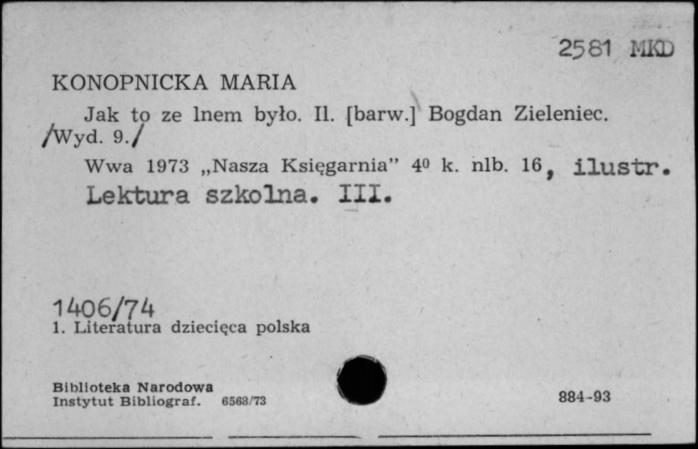 2581 MKD
KONOPNICKA MARIA
Jak to ze lnem było. Il. [barw.] Bogdan Zieleniec.
/Wyd. 9./
Wwa 1973 „Nasza Księgarnia” 4⁰ k. nlb. 16, ilustr.
Lektura szkolna. III.
1406/74
1. Literatura dziecięca polska
Biblioteka Narodowa
Instytut Bibliograf. 6563/73
884-93